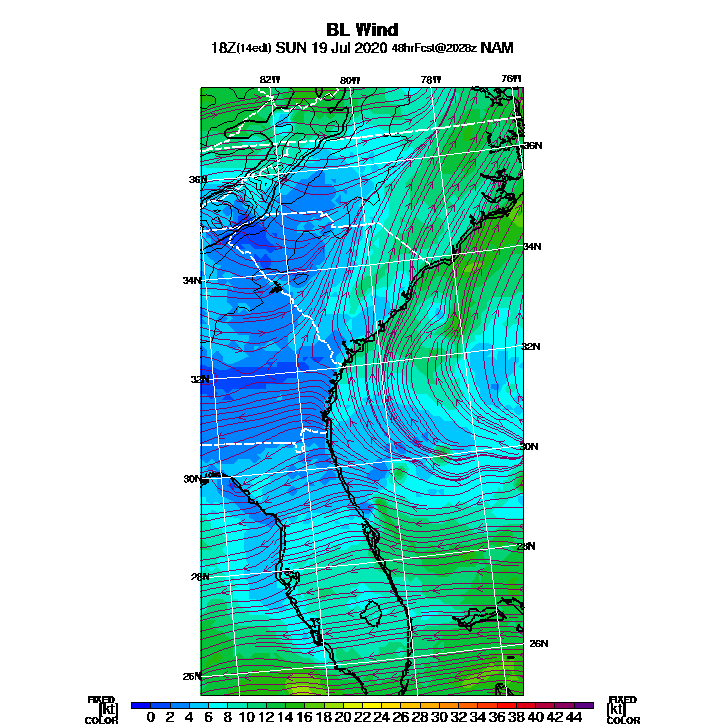 BL Wind
18Z(14edt) SUN 19 Jul 2020 48hrFcst@2028z NAM
82W 80W 78W 76W
36N 36N
34N 34N
32N 32N
30N 30N
28N 28N
26N 26N
FIXED FIXED
[kt] 0 2 4 6 8 10 12 14 16 18 20 22 24 26 28 30 32 34 36 38 40 42 44 [kt]
COLOR COLOR